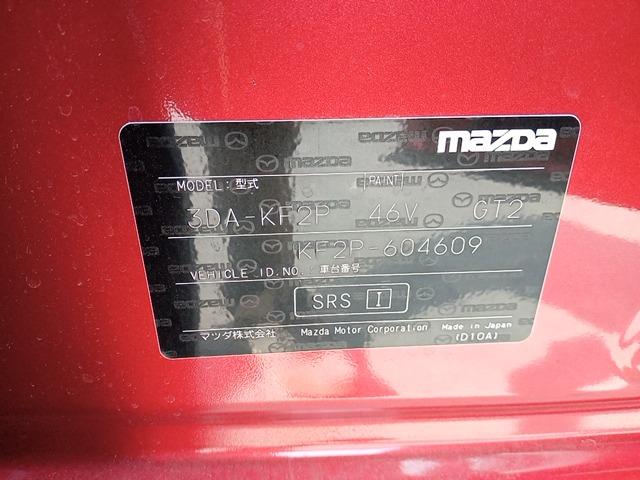 mazda
MODEL: 型式 PAINT
3DA-KF2P 46V GT2
KF2P-604609
VEHICLE ID.NO. 車台番号
SRS I
マツダ株式会社 Mazda Motor Corporation Made in Japan
(D10A)